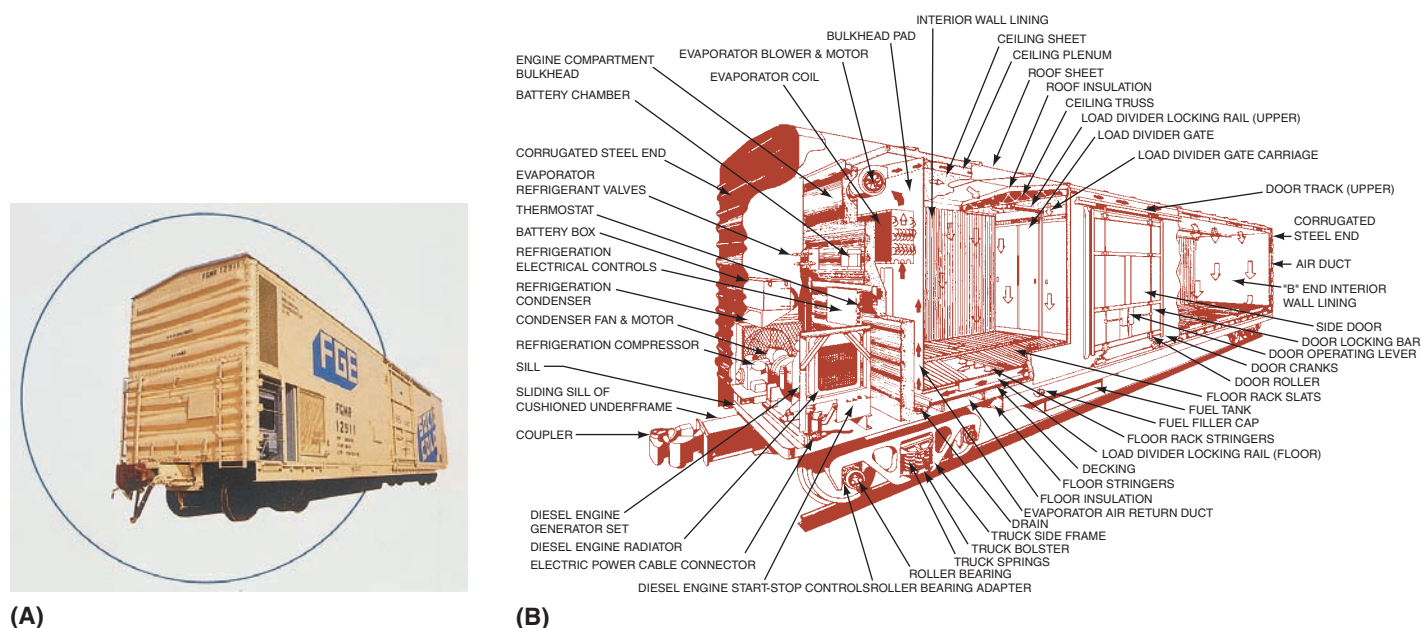 FGMR 12911
FGE
FGMR
12911
(A)
INTERIOR WALL LINING
BULKHEAD PAD
CEILING SHEET
EVAPORATOR BLOWER & MOTOR
CEILING PLENUM
ENGINE COMPARTMENT
BULKHEAD
EVAPORATOR COIL
ROOF SHEET
ROOF INSULATION
BATTERY CHAMBER
CEILING TRUSS
LOAD DIVIDER LOCKING RAIL (UPPER)
LOAD DIVIDER GATE
CORRUGATED STEEL END
LOAD DIVIDER GATE CARRIAGE
EVAPORATOR
REFRIGERANT VALVES
DOOR TRACK (UPPER)
THERMOSTAT
CORRUGATED
STEEL END
BATTERY BOX
REFRIGERATION
ELECTRICAL CONTROLS
AIR DUCT
REFRIGERATION
CONDENSER
"B" END INTERIOR
WALL LINING
CONDENSER FAN & MOTOR
SIDE DOOR
REFRIGERATION COMPRESSOR
DOOR LOCKING BAR
DOOR OPERATING LEVER
SILL
DOOR CRANKS
DOOR ROLLER
SLIDING SILL OF
CUSHIONED UNDERFRAME
FLOOR RACK SLATS
FUEL TANK
FUEL FILLER CAP
COUPLER
FLOOR RACK STRINGERS
LOAD DIVIDER LOCKING RAIL (FLOOR)
DECKING
FLOOR STRINGERS
FLOOR INSULATION
DIESEL ENGINE
GENERATOR SET
EVAPORATOR AIR RETURN DUCT
DRAIN
TRUCK SIDE FRAME
DIESEL ENGINE RADIATOR
TRUCK BOLSTER
ELECTRIC POWER CABLE CONNECTOR
TRUCK SPRINGS
ROLLER BEARING
DIESEL ENGINE START-STOP CONTROLS
ROLLER BEARING ADAPTER
(B)